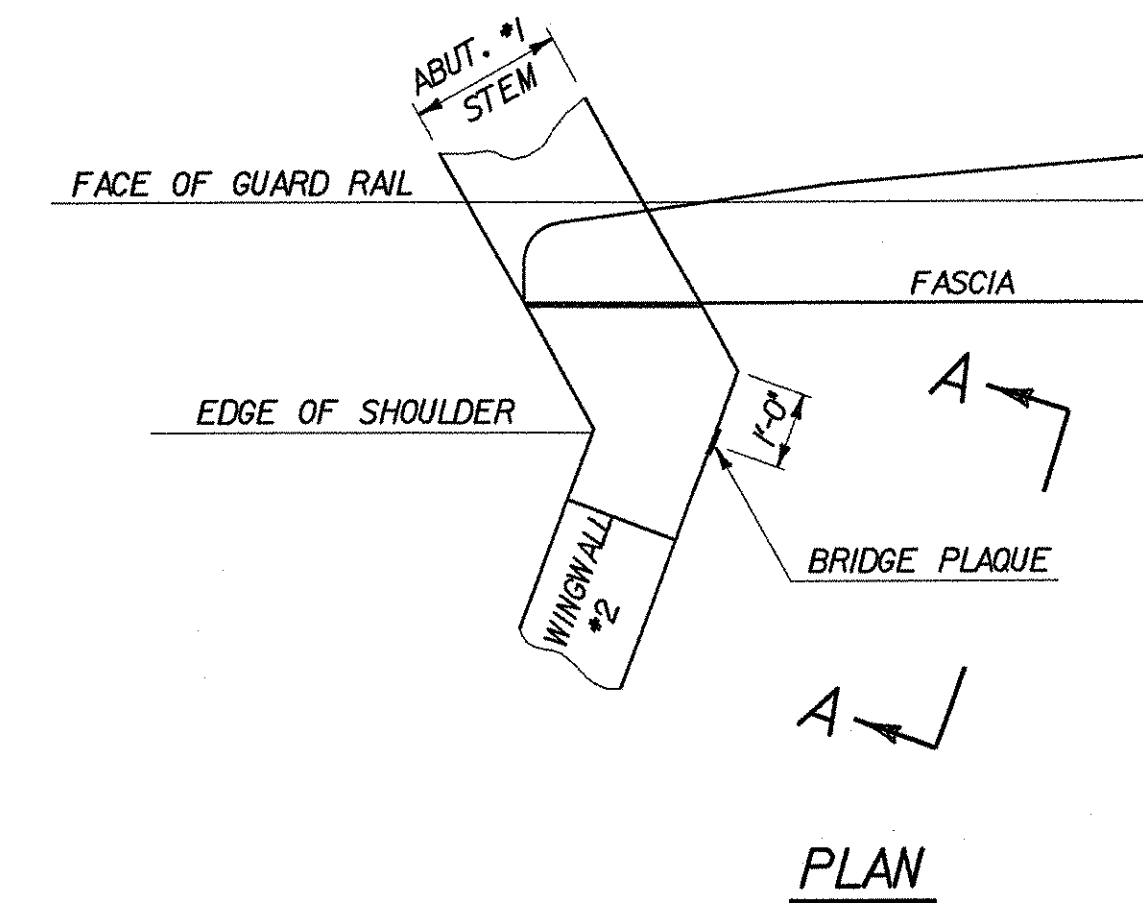 ABUT. #1
STEM
FACE OF GUARD RAIL
FASCIA
A
EDGE OF SHOULDER
1'-0"
WINGWALL
#2
BRIDGE PLAQUE
A
PLAN